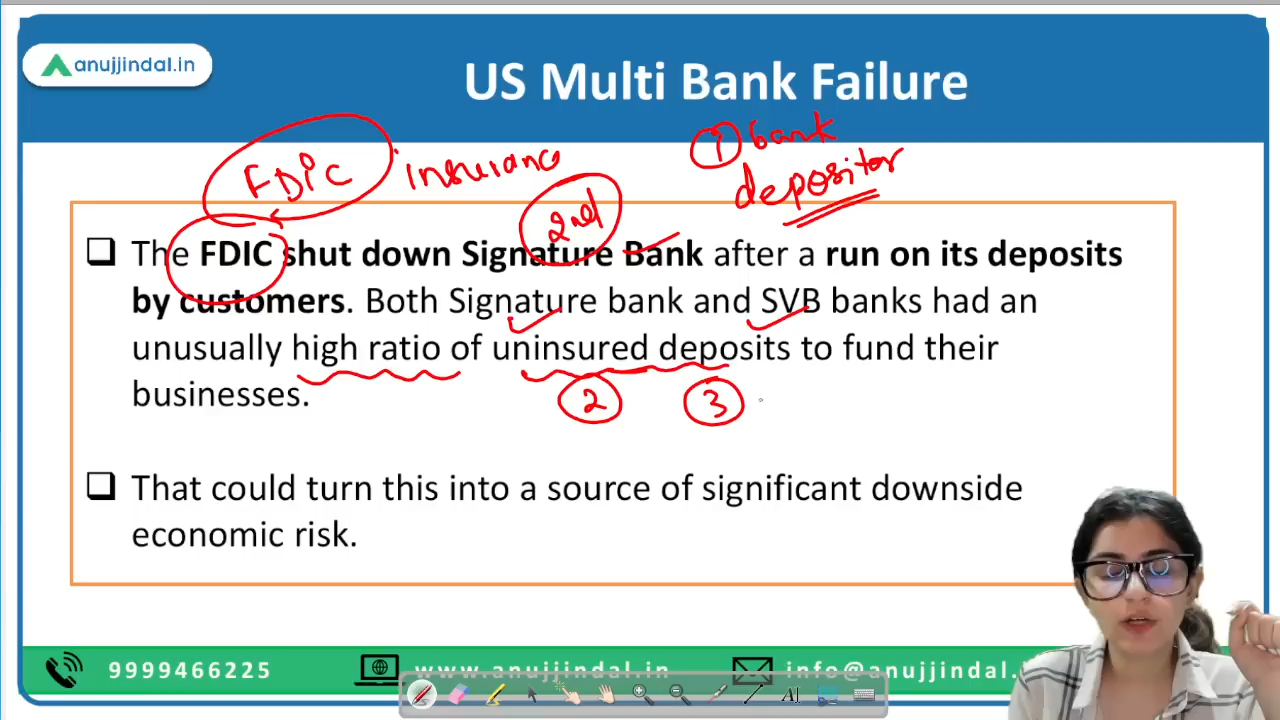 anujjindal.in
US Multi Bank Failure
① bank
depositor
FDIC insurance
2nd
❑ The FDIC shut down Signature Bank after a run on its deposits
by customers. Both Signature bank and SVB banks had an
unusually high ratio of uninsured deposits to fund their
businesses.
2 3
❑ That could turn this into a source of significant downside
economic risk.
9999466225 www.anujjindal.in info@anujjindal.
AI